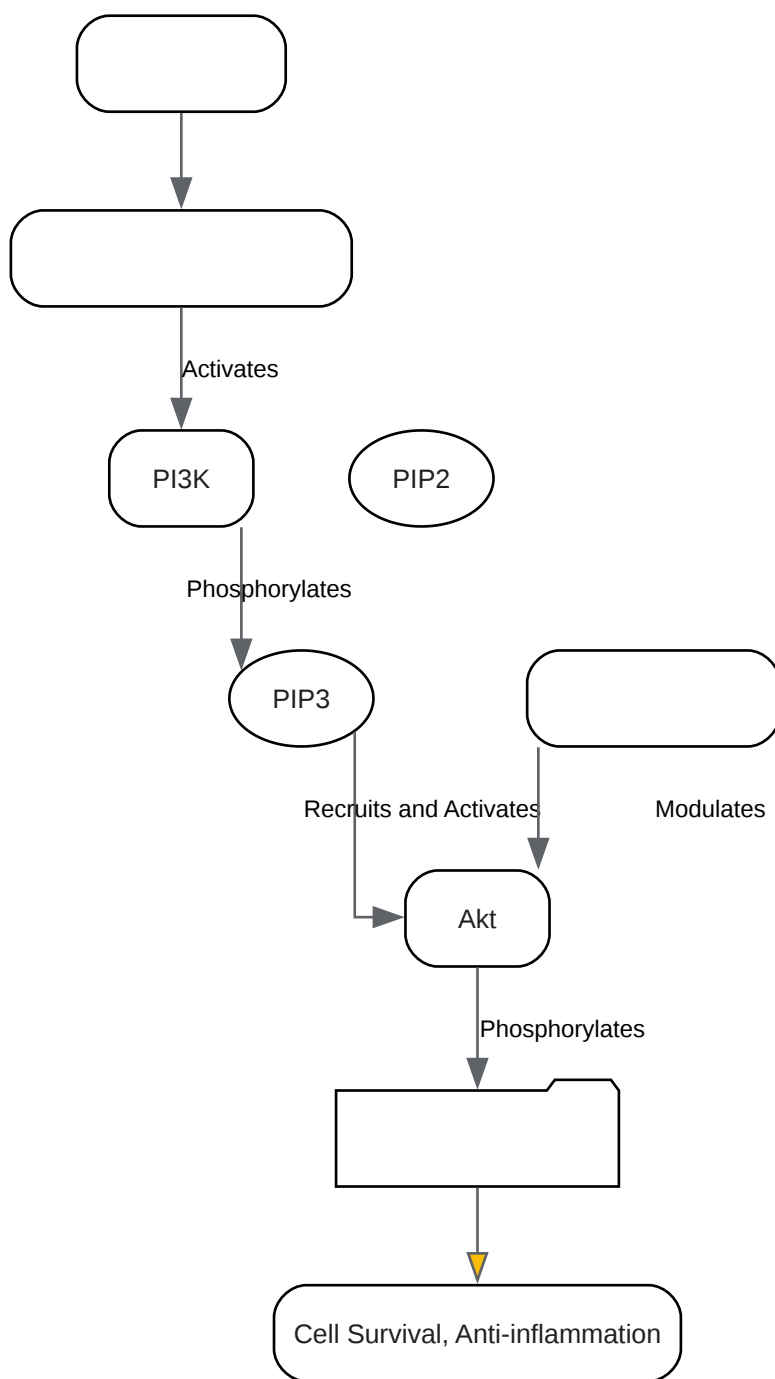 Activates
PI3K
PIP2
Phosphorylates
PIP3
Recruits and Activates
Modulates
Akt
Phosphorylates
Cell Survival, Anti-inflammation